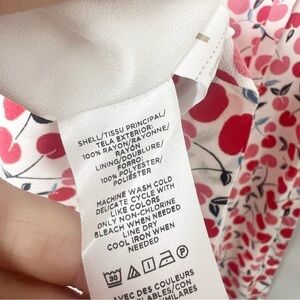 SHELL/TISSU PRINCIPAL/
TELA EXTERIOR:
100% RAYON/RAYONNE/
RAYÓN
LINING/DOUBLURE/
FORRO:
100% POLYESTER/
POLIÉSTER
MACHINE WASH COLD
DELICATE CYCLE WITH
LIKE COLORS
ONLY NON-CHLORINE
BLEACH WHEN NEEDED
LINE DRY
COOL IRON WHEN
NEEDED
30
AVEC DES COULEURS